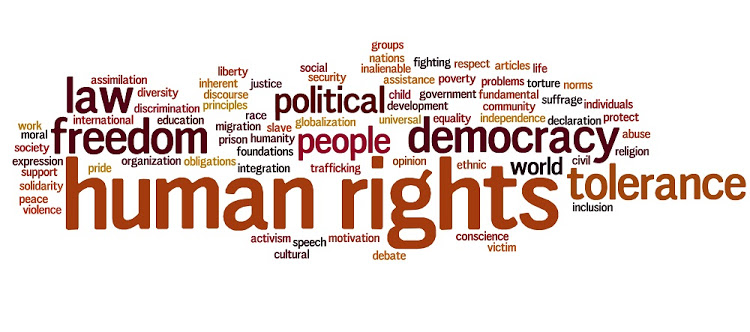 groups
nations
inalienable
fighting respect articles life
social
security
liberty
assimilation
inherent
justice
assistance poverty problems torture norms
law
diversity
discourse
political
child government fundamental
suffrage individuals
discrimination principles
development
community
international education
race
globalization universal equality independence declaration protect
work
moral
freedom
migration slave
people
democracy
abuse
society
prison humanity
foundations
religion
expression
pride organization obligations
integration
trafficking
opinion
ethnic
world
civil
support
solidarity
human rights
tolerance
peace
violence
inclusion
activism speech motivation
conscience
cultural
victim
debate